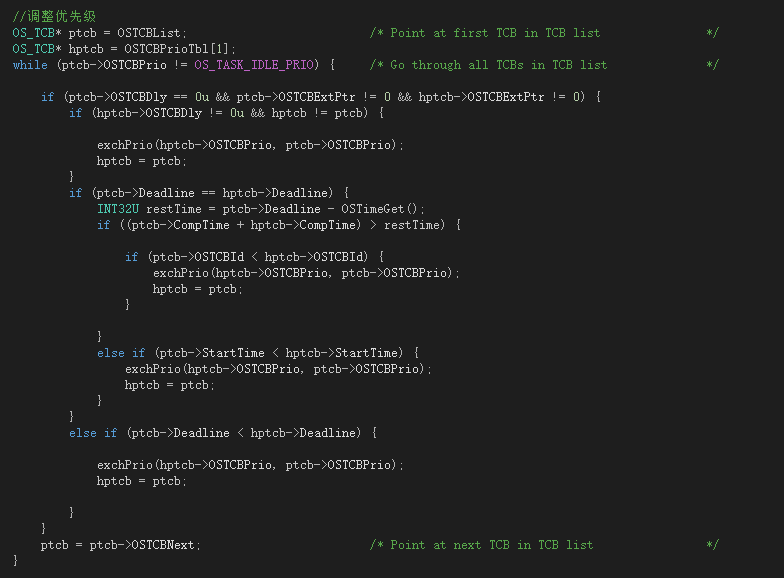 //调整优先级
OS_TCB* ptcb = OSTCBList; /* Point at first TCB in TCB list */
OS_TCB* hptcb = OSTCBPrioTbl[1];
while (ptcb->OSTCBPrio != OS_TASK_IDLE_PRIO) { /* Go through all TCBs in TCB list */
if (ptcb->OSTCBDly == 0u && ptcb->OSTCBExtPtr != 0 && hptcb->OSTCBExtPtr != 0) {
if (hptcb->OSTCBDly != 0u && hptcb != ptcb) {
exchPrio(hptcb->OSTCBPrio, ptcb->OSTCBPrio);
hptcb = ptcb;
}
if (ptcb->Deadline == hptcb->Deadline) {
INT32U restTime = ptcb->Deadline - OSTimeGet();
if ((ptcb->CompTime + hptcb->CompTime) > restTime) {
if (ptcb->OSTCBId < hptcb->OSTCBId) {
exchPrio(hptcb->OSTCBPrio, ptcb->OSTCBPrio);
hptcb = ptcb;
}
}
else if (ptcb->StartTime < hptcb->StartTime) {
exchPrio(hptcb->OSTCBPrio, ptcb->OSTCBPrio);
hptcb = ptcb;
}
}
else if (ptcb->Deadline < hptcb->Deadline) {
exchPrio(hptcb->OSTCBPrio, ptcb->OSTCBPrio);
hptcb = ptcb;
}
}
ptcb = ptcb->OSTCBNext; /* Point at next TCB in TCB list */
}